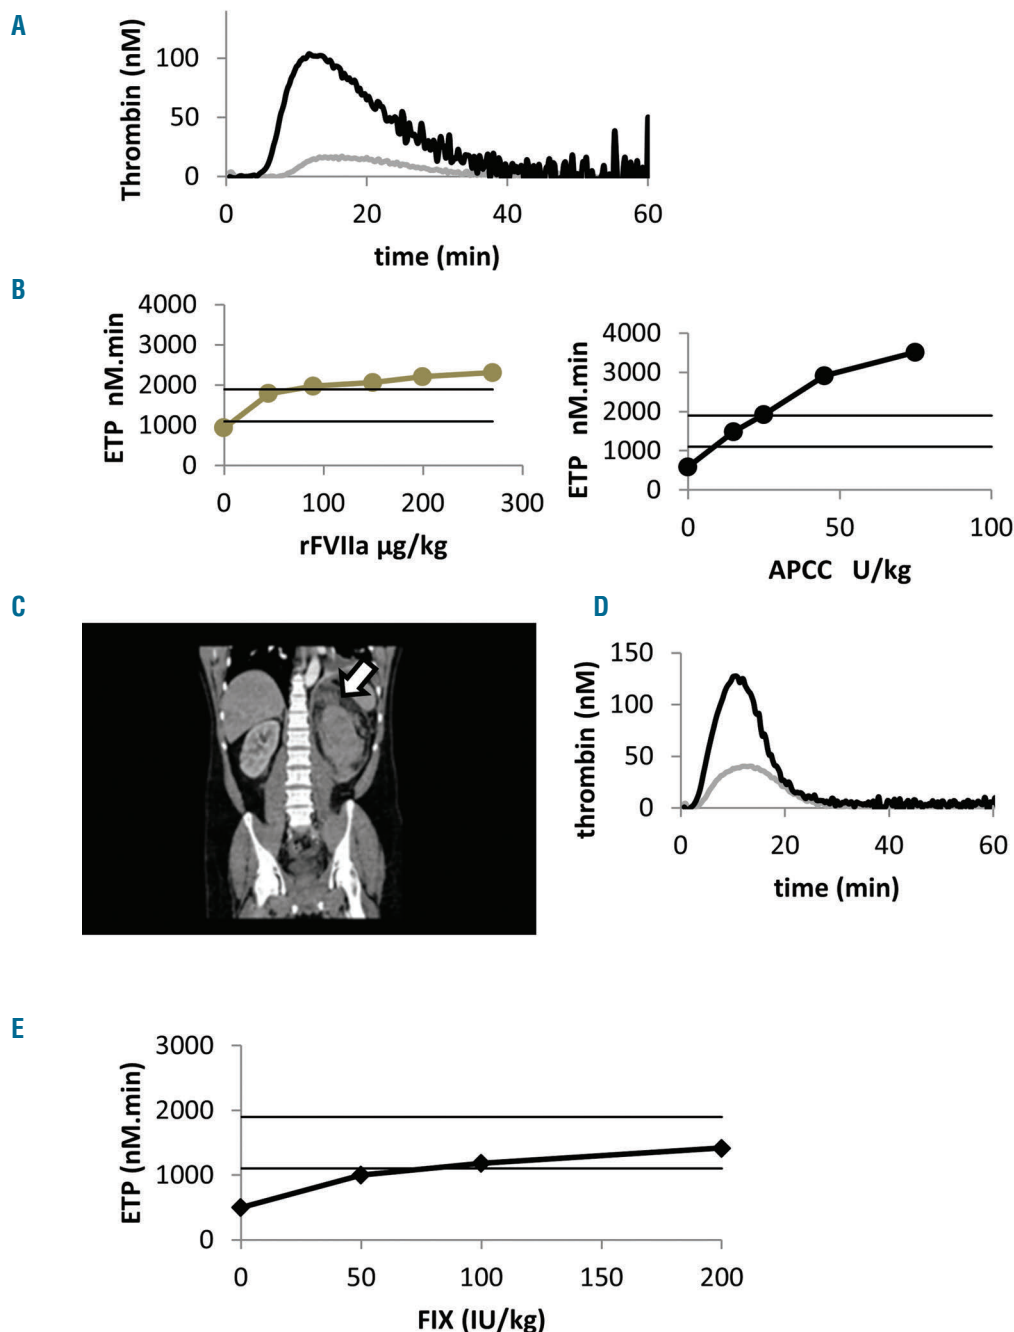 A
Thrombin (nM)
100
50
0
0 20 40 60
time (min)
B
ETP nM.min
4000
3000
2000
1000
0
0 100 200 300
rFVIIa µg/kg
ETP nM.min
4000
3000
2000
1000
0
0 50 100
APCC U/kg
C
D
thrombin (nM)
150
100
50
0
0 20 40 60
time (min)
E
ETP (nM.min)
3000
2000
1000
0
0 50 100 150 200
FIX (IU/kg)